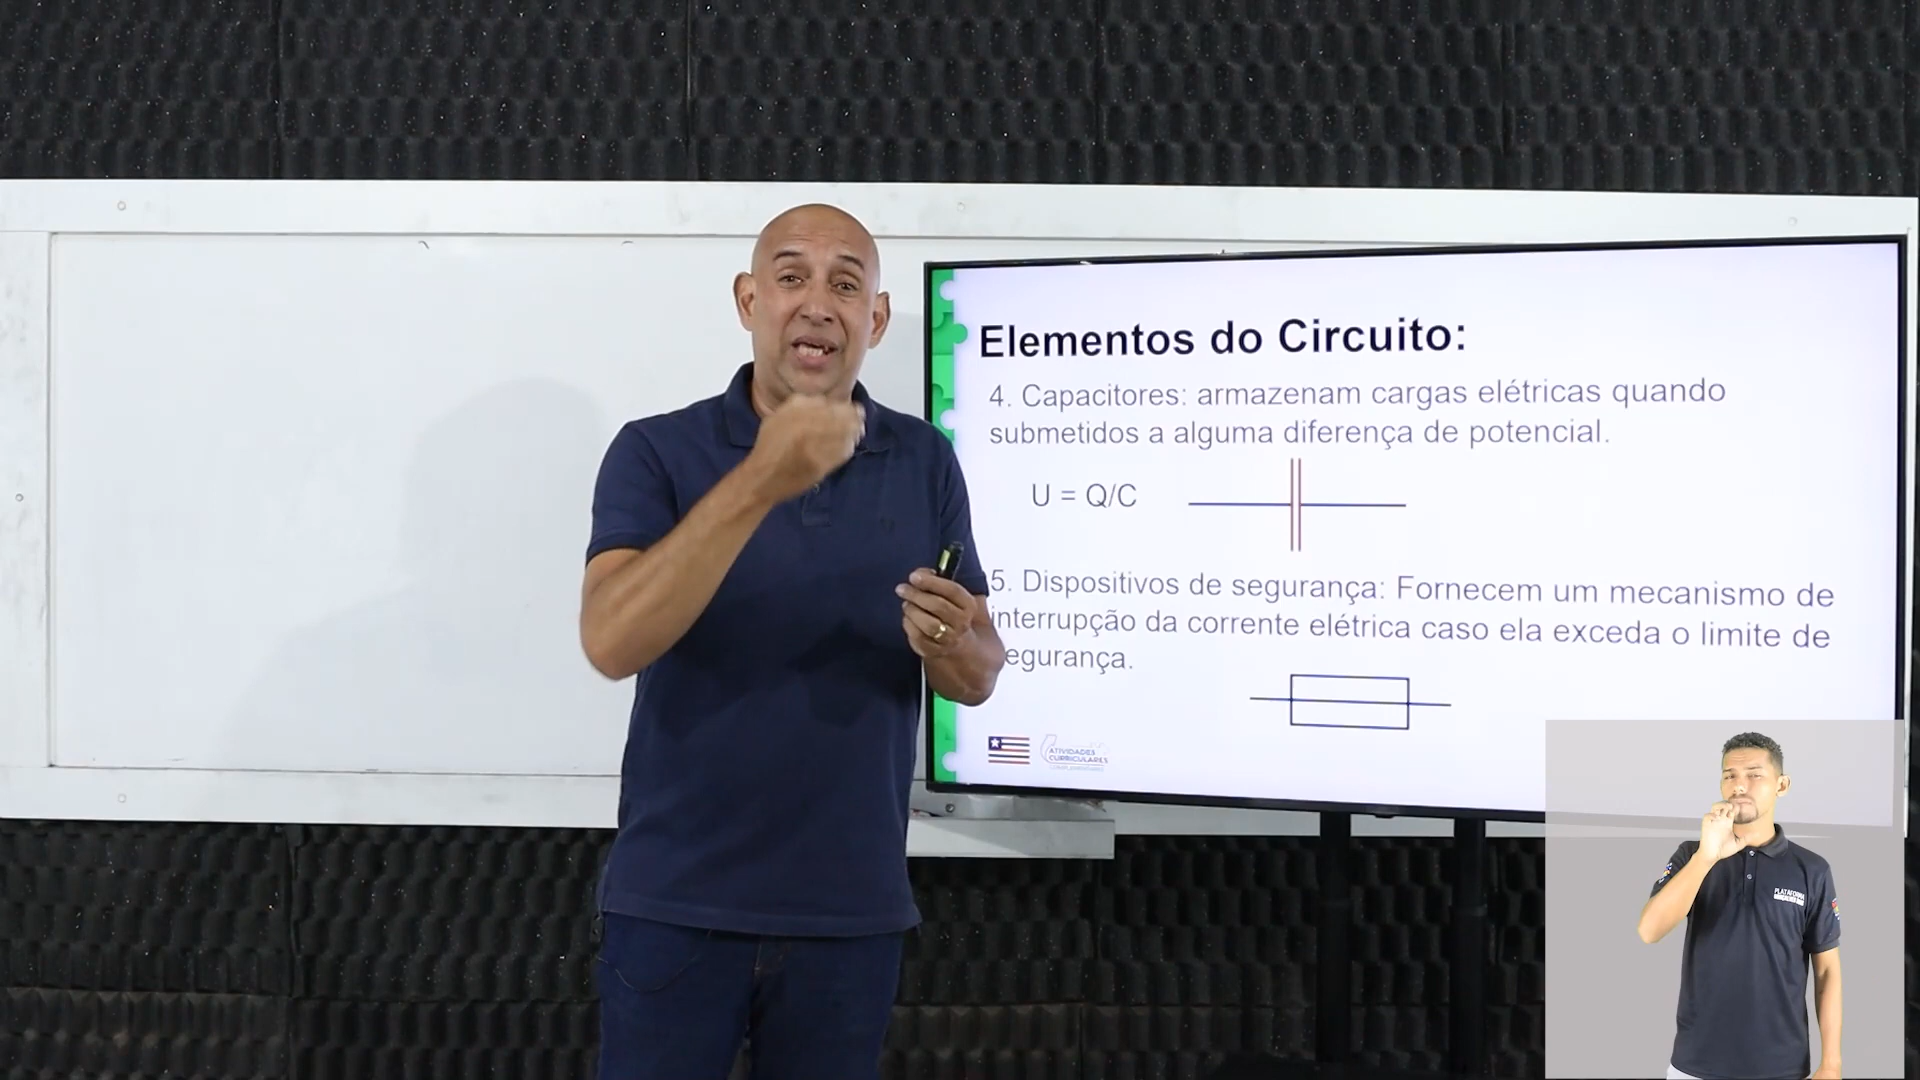 Elementos do Circuito:
4. Capacitores: armazenam cargas elétricas quando
submetidos a alguma diferença de potencial.
U = Q/C
5. Dispositivos de segurança: Fornecem um mecanismo de
interrupção da corrente elétrica caso ela exceda o limite de
egurança.
ATIVIDADES
CURRICULARES
PLATAFORMA